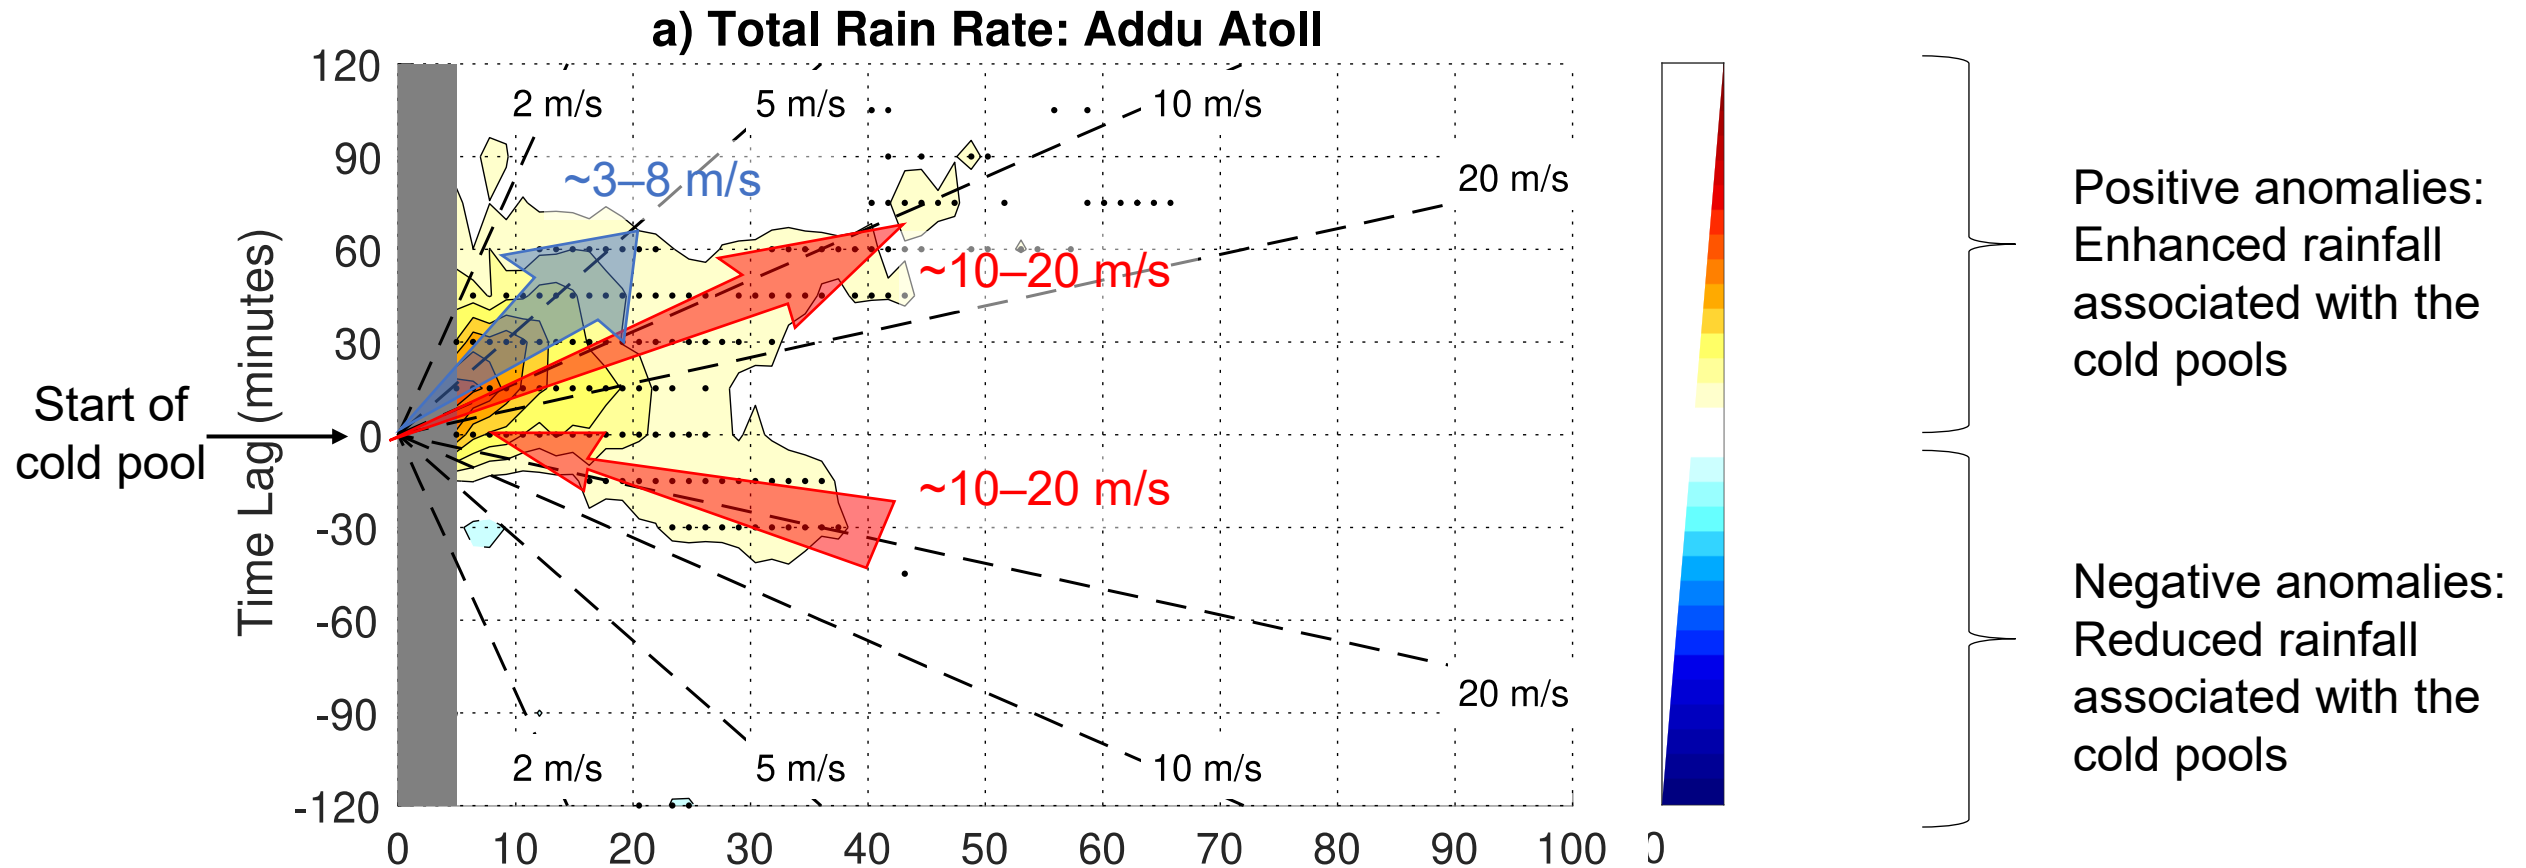 a) Total Rain Rate: Addu Atoll
120
90
60
30
0
-30
-60
-90
-120
Time Lag (minutes)
Start of
cold pool
2 m/s
5 m/s
10 m/s
20 m/s
~3–8 m/s
~10–20 m/s
~10–20 m/s
20 m/s
2 m/s
5 m/s
10 m/s
0 10 20 30 40 50 60 70 80 90 100
0
Positive anomalies:
Enhanced rainfall
associated with the
cold pools
Negative anomalies:
Reduced rainfall
associated with the
cold pools